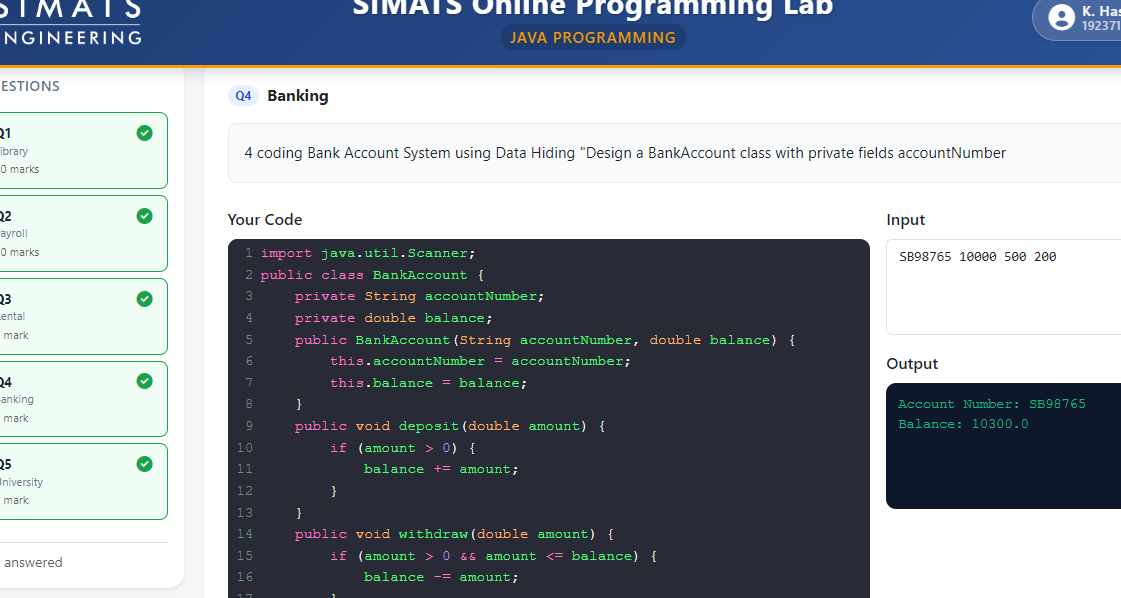 SIMATS
NGINEERING
SIMATS Online Programming Lab
JAVA PROGRAMMING
K. Has
192371
ESTIONS
Q1
ibrary
0 marks
Q2
ayroll
0 marks
Q3
ental
mark
Q4
anking
mark
Q5
niversity
mark
answered
Q4 Banking
4 coding Bank Account System using Data Hiding "Design a BankAccount class with private fields accountNumber
Your Code
1 import java.util.Scanner;
2 public class BankAccount {
3     private String accountNumber;
4     private double balance;
5     public BankAccount(String accountNumber, double balance) {
6         this.accountNumber = accountNumber;
7         this.balance = balance;
8     }
9     public void deposit(double amount) {
10         if (amount > 0) {
11             balance += amount;
12         }
13     }
14     public void withdraw(double amount) {
15         if (amount > 0 && amount <= balance) {
16             balance -= amount;
17         }
Input
SB98765 10000 500 200
Output
Account Number: SB98765
Balance: 10300.0